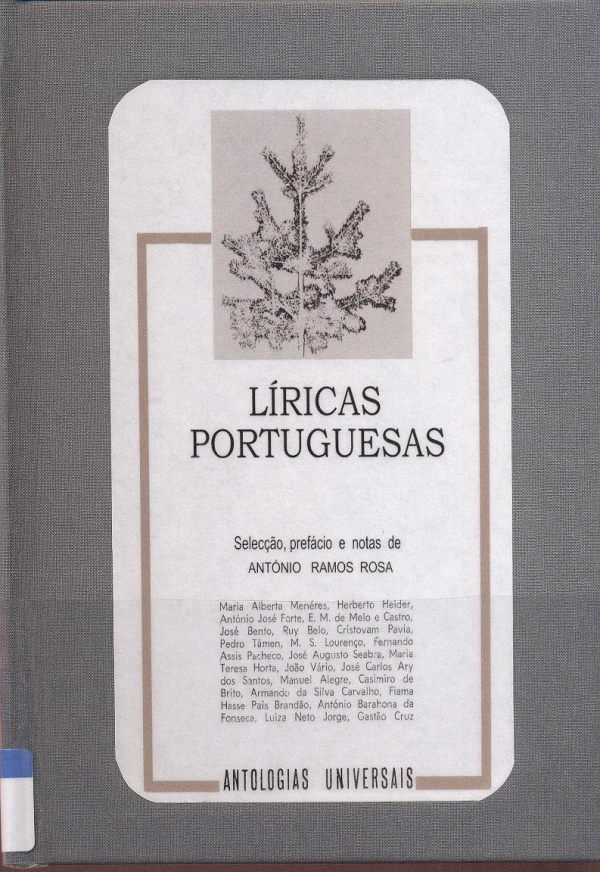 LÍRICAS
PORTUGUESAS
Selecção, prefácio e notas de
ANTÓNIO RAMOS ROSA
Maria Alberta Menéres, Herberto Helder,
António José Forte, E. M. de Melo e Castro,
José Bento, Ruy Belo, Cristovam Pavia,
Pedro Támen, M. S. Lourenço, Fernando
Assis Pacheco, José Augusto Seabra, Maria
Teresa Horta, João Vário, José Carlos Ary
dos Santos, Manuel Alegre, Casimiro de
Brito, Armando da Silva Carvalho, Fiama
Hasse Pais Brandão, António Barahona da
Fonseca, Luiza Neto Jorge, Gastão Cruz
ANTOLOGIAS UNIVERSAIS